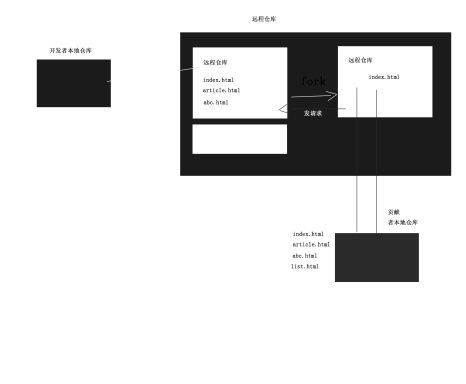 远程仓库
开发者本地仓库
远程仓库
index.html
article.html
abc.html
fork
远程仓库
index.html
发请求
贡献
者本地仓库
index.html
article.html
abc.html
list.html